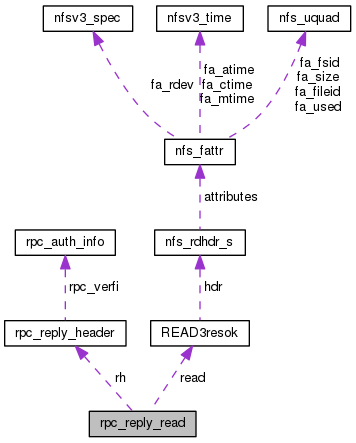 nfsv3_spec
nfsv3_time
nfs_uquad
fa_rdev
fa_atime
fa_ctime
fa_mtime
fa_fsid
fa_size
fa_fileid
fa_used
nfs_fattr
attributes
rpc_auth_info
nfs_rdhdr_s
rpc_verfi
hdr
rpc_reply_header
READ3resok
rh
read
rpc_reply_read